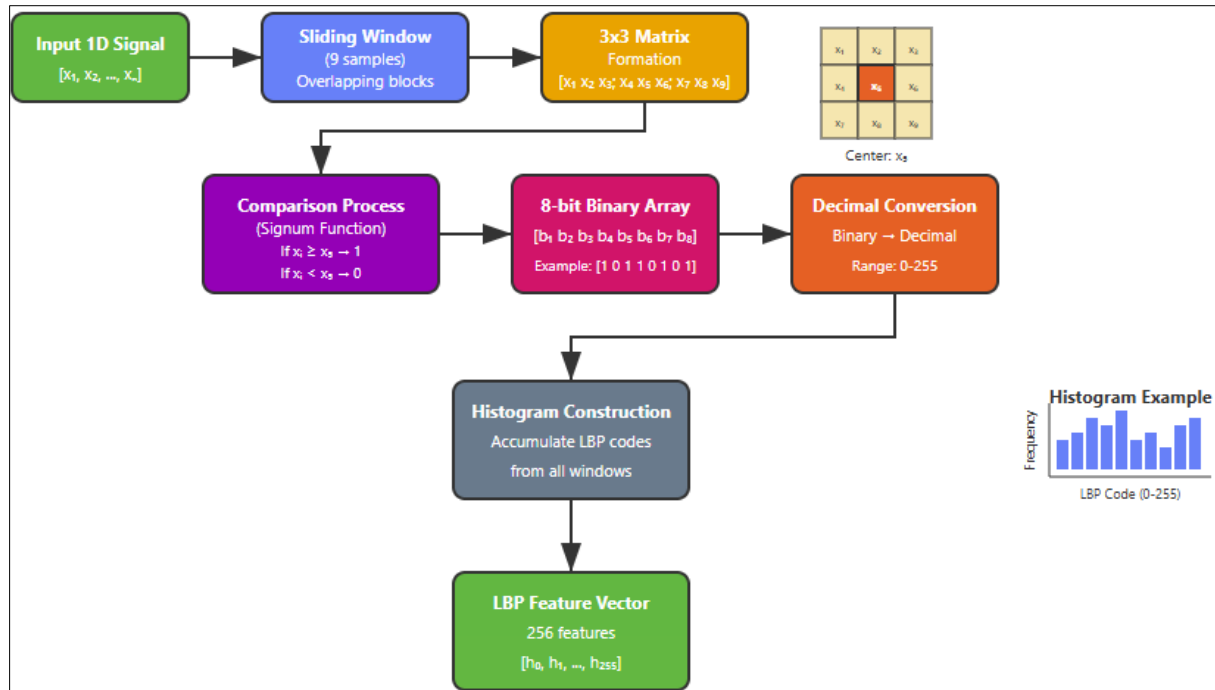 Input 1D Signal
[x₁, x₂, ..., xₙ]
Sliding Window
(9 samples)
Overlapping blocks
3x3 Matrix
Formation
[x₁ x₂ x₃; x₄ x₅ x₆; x₇ x₈ x₉]
x₁ x₂ x₃
x₄ x₅ x₆
x₇ x₈ x₉
Center: x₅
Comparison Process
(Signum Function)
If xᵢ ≥ x₅ → 1
If xᵢ < x₅ → 0
8-bit Binary Array
[b₁ b₂ b₃ b₄ b₅ b₆ b₇ b₈]
Example: [1 0 1 1 0 1 0 1]
Decimal Conversion
Binary → Decimal
Range: 0-255
Histogram Construction
Accumulate LBP codes
from all windows
Histogram Example
Frequency
LBP Code (0-255)
LBP Feature Vector
256 features
[h₀, h₁, ..., h₂₅₅]